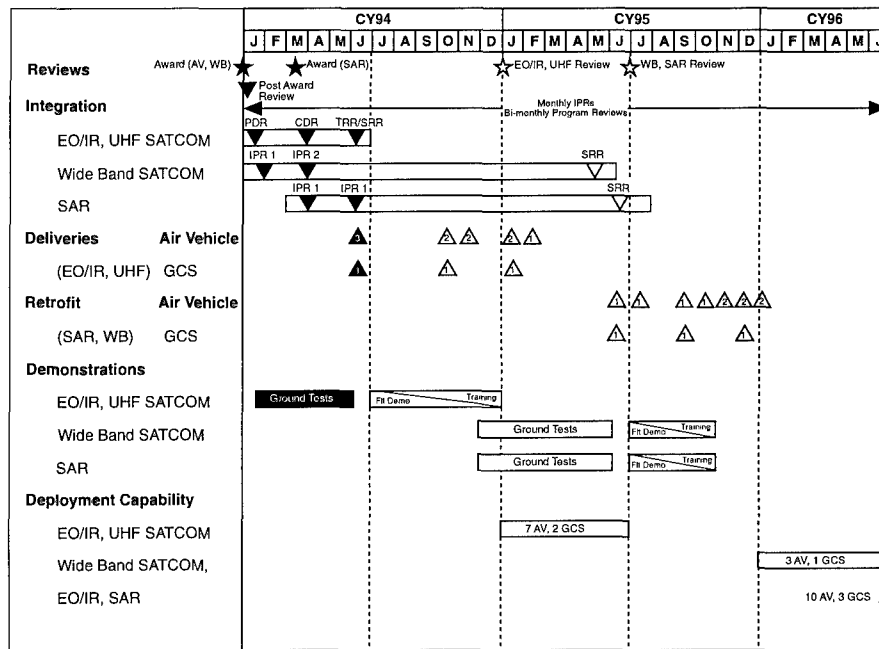 CY94 CY95 CY96
J F M A M J J A S O N D J F M A M J J A S O N D J F M A M J
Reviews Award (AV, WB) Award (SAR) EO/IR, UHF Review WB, SAR Review
Post Award
Review
Integration Monthly IPRs
Bi-monthly Program Reviews
PDR CDR TRR/SRR
EO/IR, UHF SATCOM
IPR 1 IPR 2 SRR
Wide Band SATCOM
IPR 1 IPR 1 SRR
SAR
Deliveries Air Vehicle 3 2 2 2 1
(EO/IR, UHF) GCS 1 1 1
Retrofit Air Vehicle 1 1 1 1 2 2 2
(SAR, WB) GCS 1 1 1
Demonstrations
EO/IR, UHF SATCOM Ground Tests Flt Demo Training
Wide Band SATCOM Ground Tests Flt Demo Training
SAR Ground Tests Flt Demo Training
Deployment Capability
EO/IR, UHF SATCOM 7 AV, 2 GCS
Wide Band SATCOM, 3 AV, 1 GCS
EO/IR, SAR 10 AV, 3 GCS